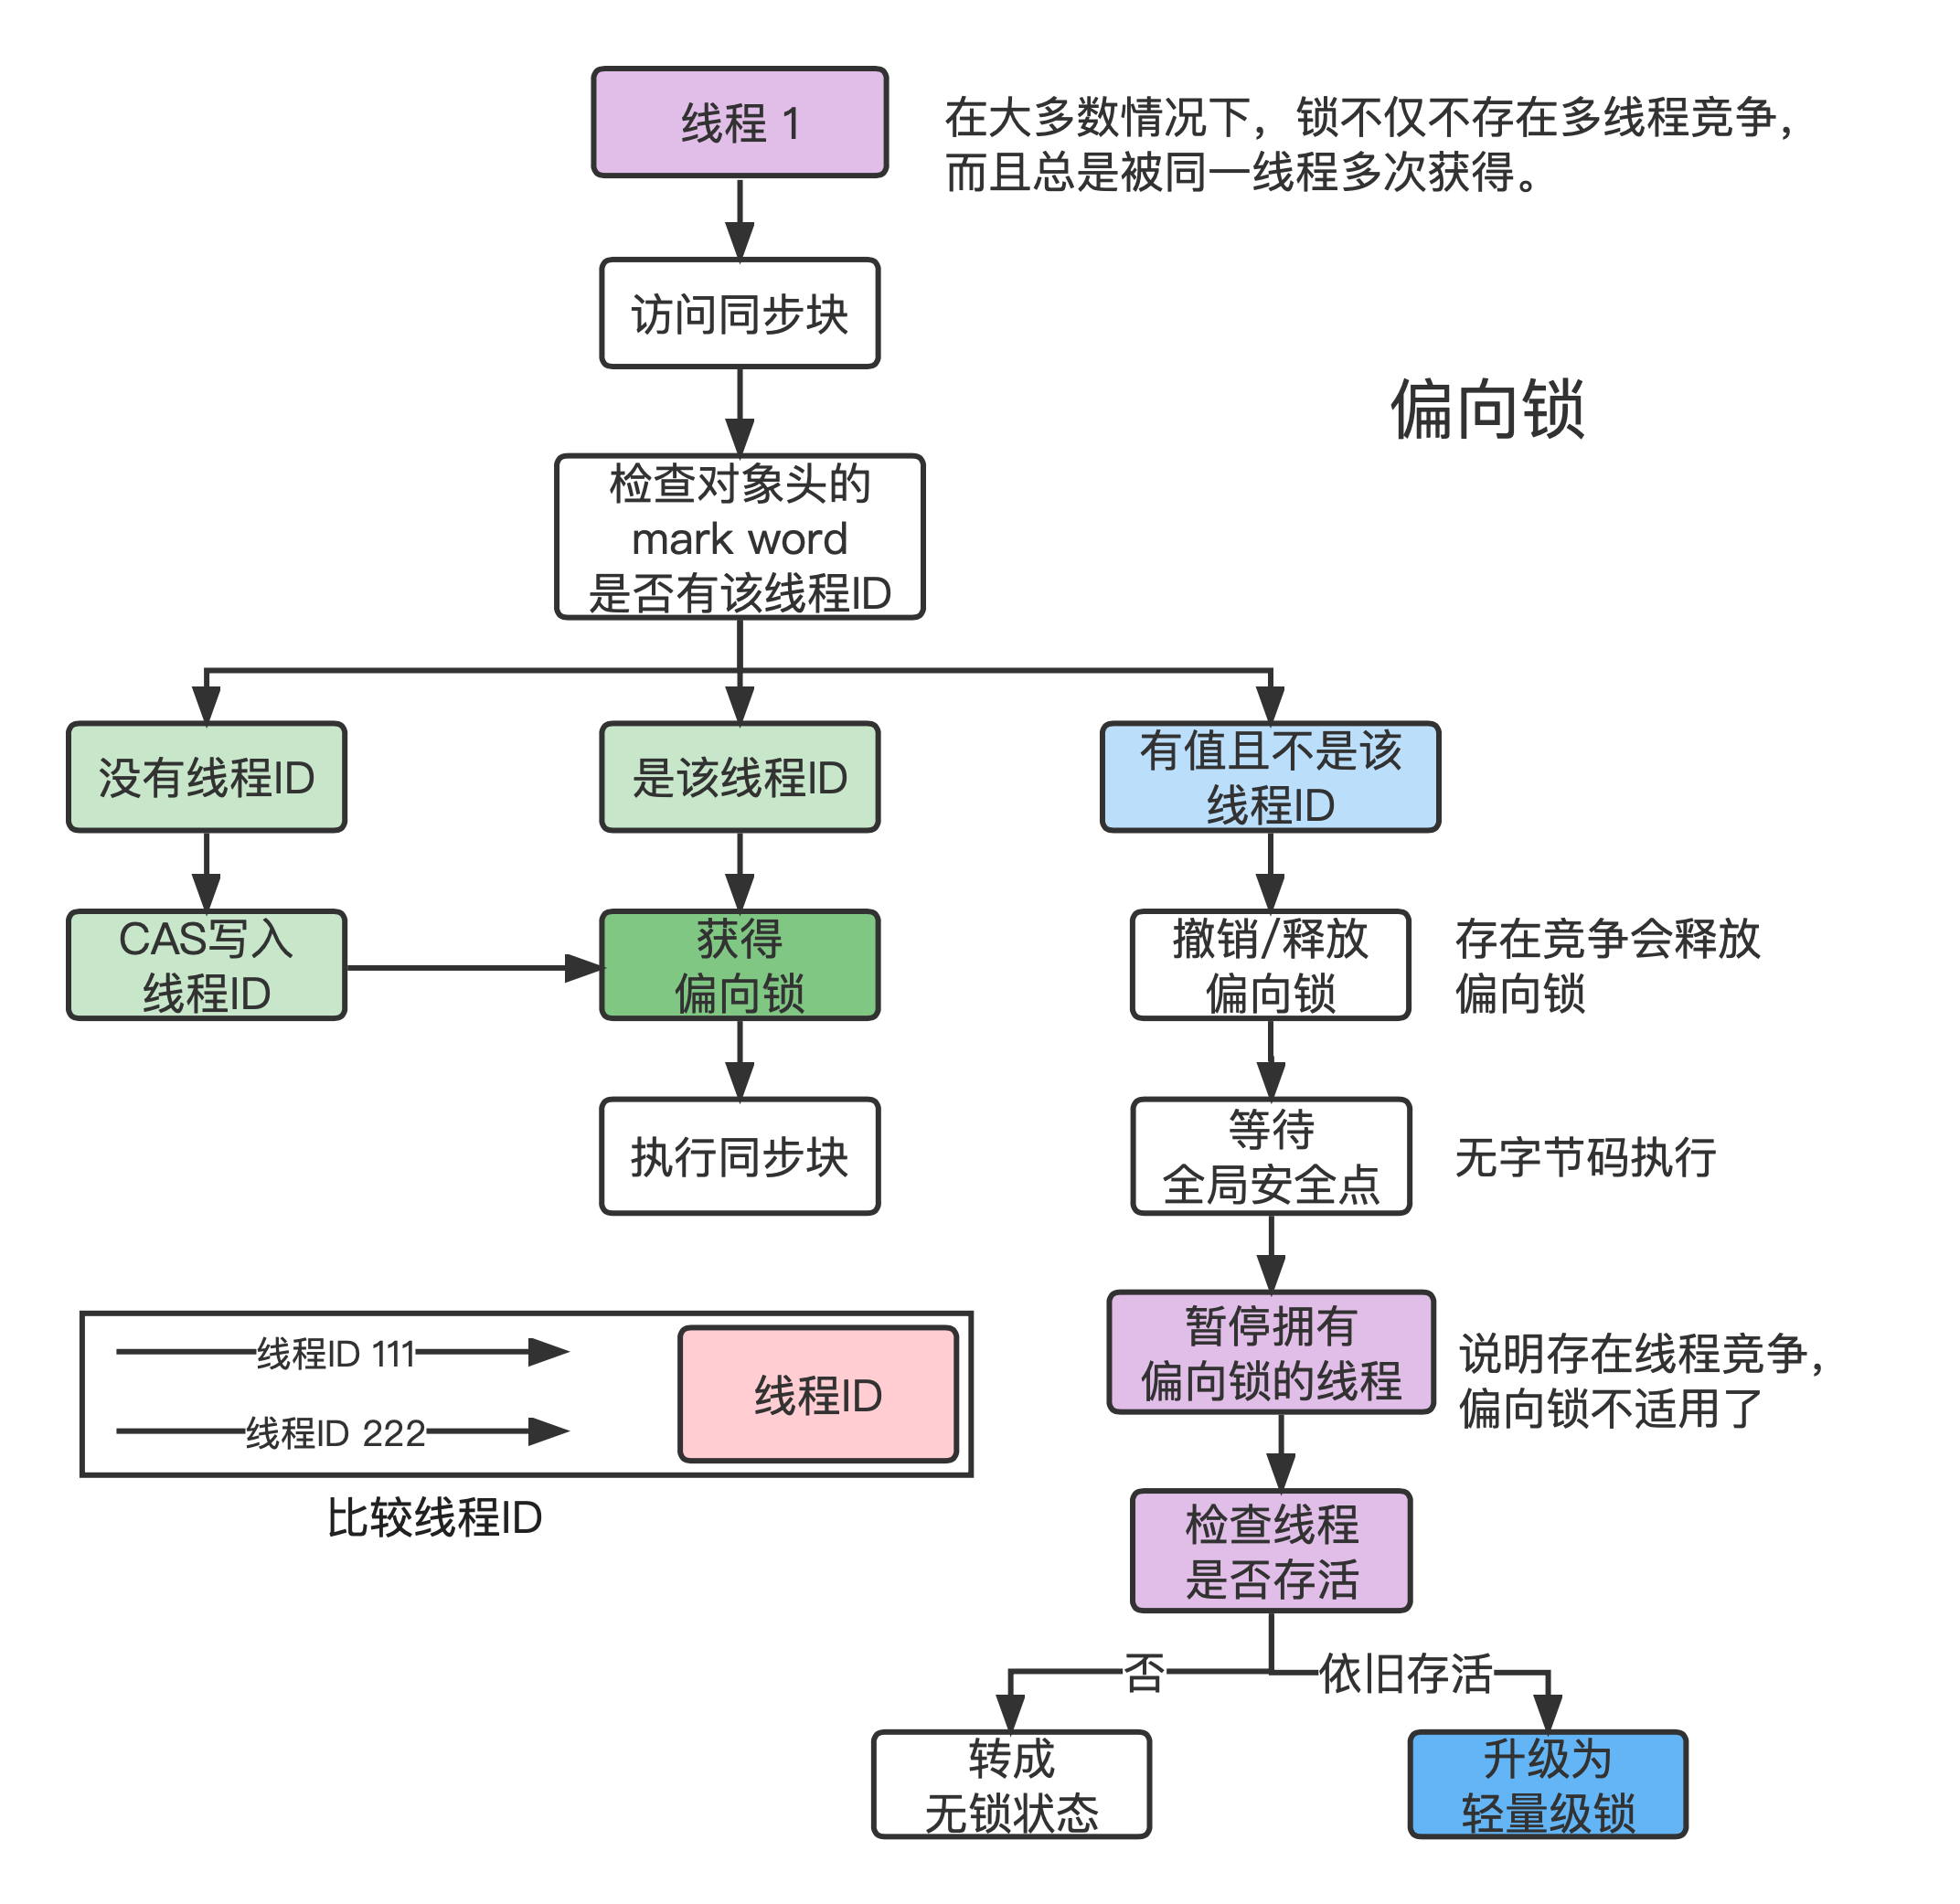 线程 1
在大多数情况下，锁不仅不存在多线程竞争，
而且总是被同一线程多次获得。
访问同步块
偏向锁
检查对象头的
mark word
是否有该线程ID
没有线程ID
是该线程ID
有值且不是该
线程ID
CAS写入
线程ID
获得
偏向锁
撤销/释放
偏向锁
存在竞争会释放
偏向锁
执行同步块
等待
全局安全点
无字节码执行
线程ID 111
线程ID 222
线程ID
比较线程ID
暂停拥有
偏向锁的线程
说明存在线程竞争，
偏向锁不适用了
检查线程
是否存活
否
依旧存活
转成
无锁状态
升级为
轻量级锁